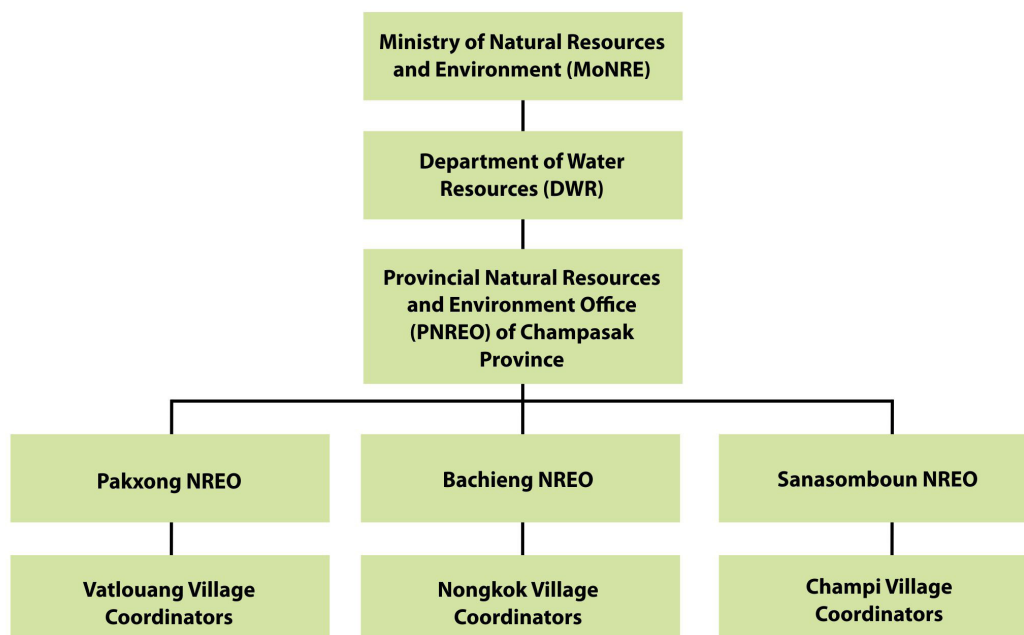 Ministry of Natural Resources
and Environment (MoNRE)
Department of Water
Resources (DWR)
Provincial Natural Resources
and Environment Office
(PNREO) of Champasak
Province
Pakxong NREO
Bachieng NREO
Sanasomboun NREO
Vatlouang Village
Coordinators
Nongkok Village
Coordinators
Champi Village
Coordinators